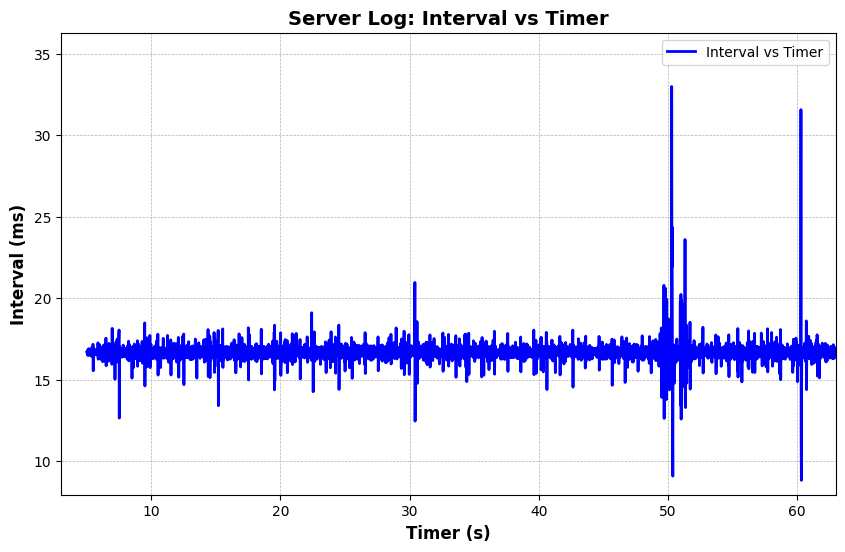 Server Log: Interval vs Timer
Interval vs Timer
35
30
25
20
15
10
Interval (ms)
10 20 30 40 50 60
Timer (s)